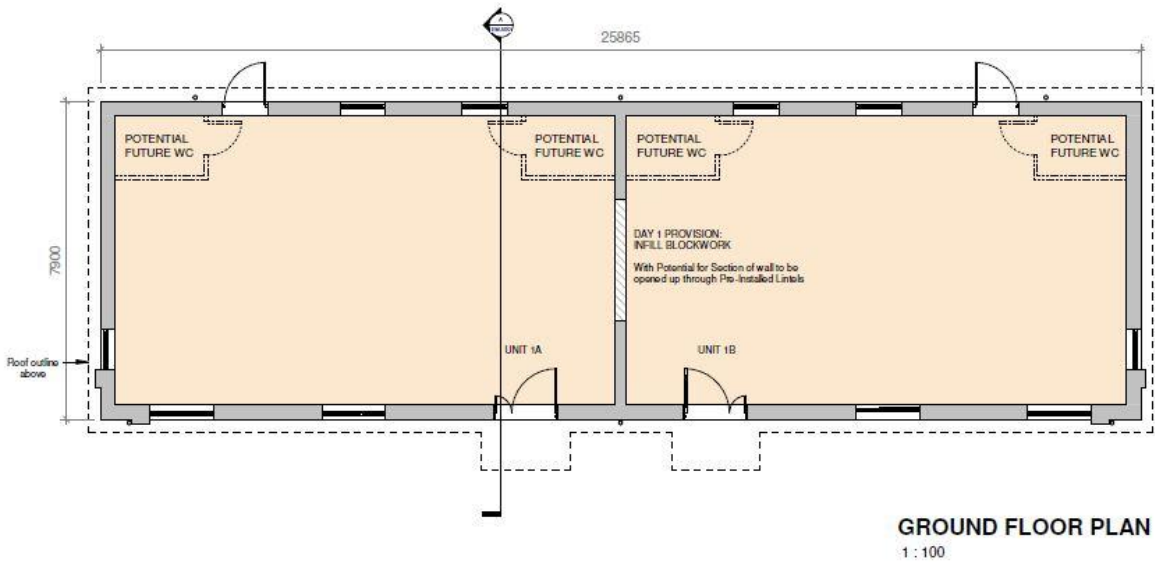 A
25865
7900
POTENTIAL
FUTURE WC
POTENTIAL
FUTURE WC
POTENTIAL
FUTURE WC
POTENTIAL
FUTURE WC
DAY 1 PROVISION:
INFILL BLOCKWORK
With Potential for Section of wall to be
opened up through Pre-Installed Lintels
UNIT 1A
UNIT 1B
Roof outline
above
GROUND FLOOR PLAN
1 : 100